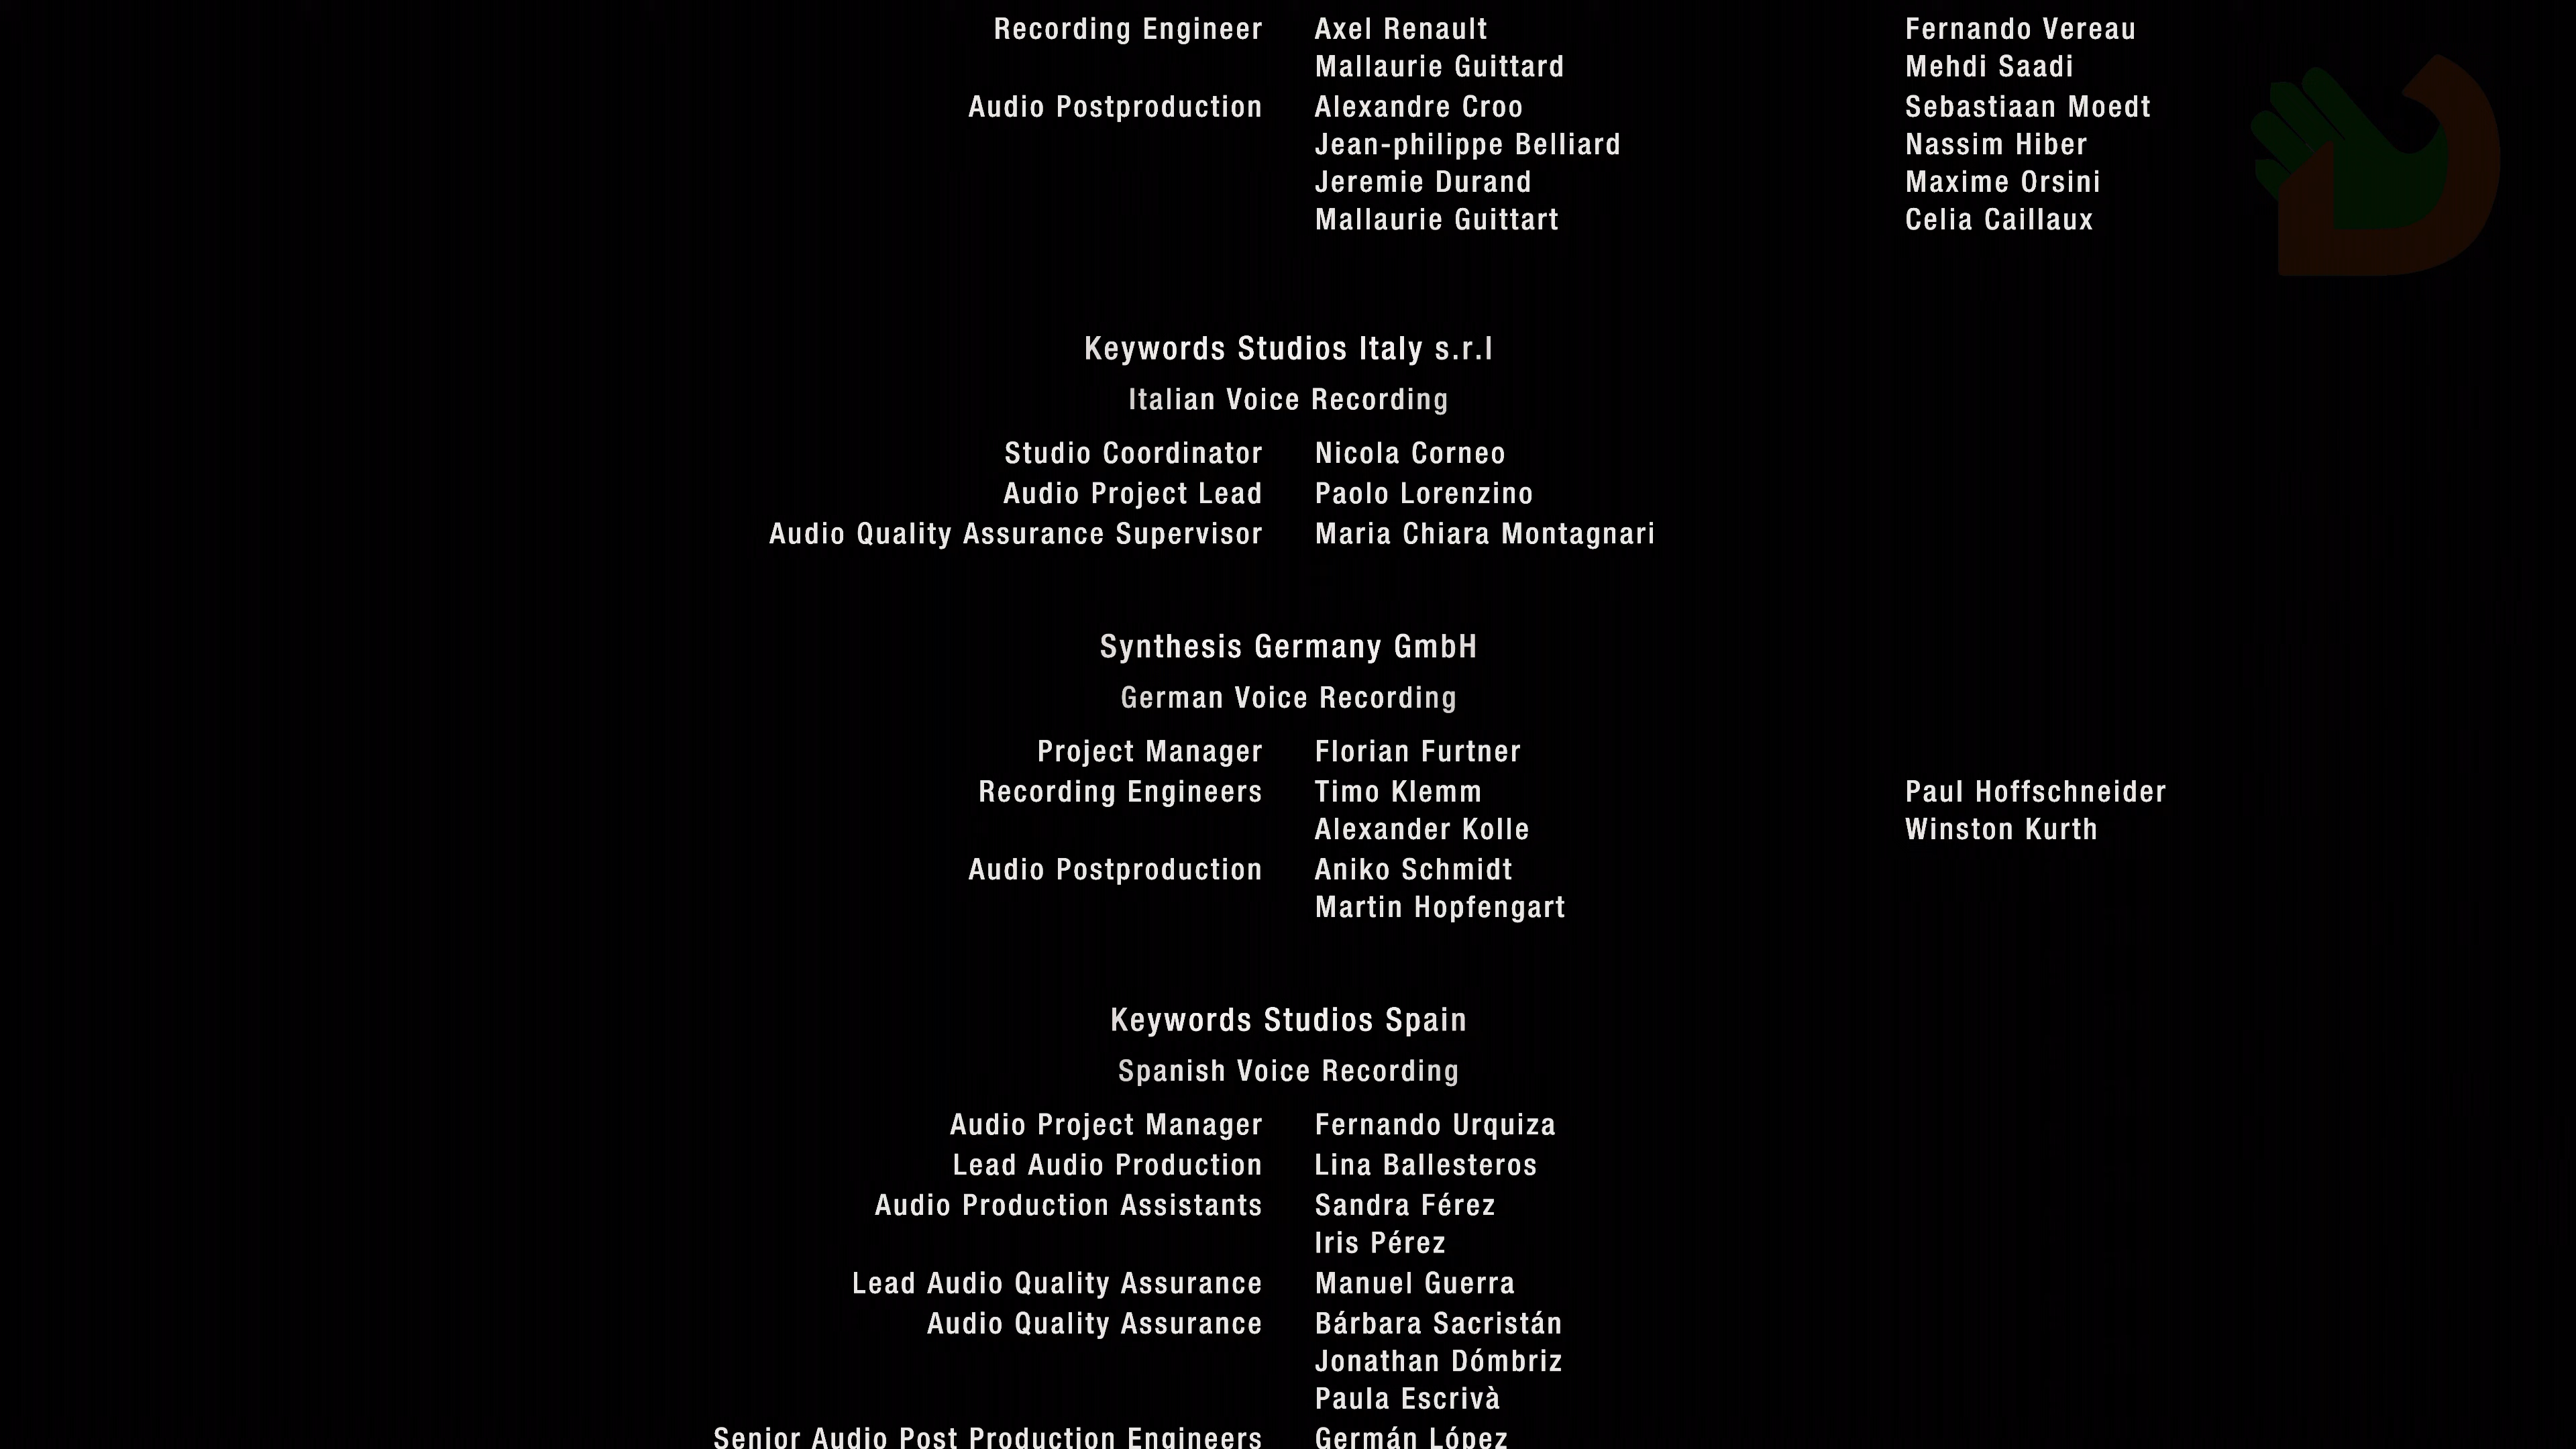 Recording Engineer Axel Renault Fernando Vereau
Mallaurie Guittard Mehdi Saadi
Audio Postproduction Alexandre Croo Sebastiaan Moedt
Jean-philippe Belliard Nassim Hiber
Jeremie Durand Maxime Orsini
Mallaurie Guittart Celia Caillaux
Keywords Studios Italy s.r.l
Italian Voice Recording
Studio Coordinator Nicola Corneo
Audio Project Lead Paolo Lorenzino
Audio Quality Assurance Supervisor Maria Chiara Montagnari
Synthesis Germany GmbH
German Voice Recording
Project Manager Florian Furtner
Recording Engineers Timo Klemm Paul Hoffschneider
Alexander Kolle Winston Kurth
Audio Postproduction Aniko Schmidt
Martin Hopfengart
Keywords Studios Spain
Spanish Voice Recording
Audio Project Manager Fernando Urquiza
Lead Audio Production Lina Ballesteros
Audio Production Assistants Sandra Férez
Iris Pérez
Lead Audio Quality Assurance Manuel Guerra
Audio Quality Assurance Bárbara Sacristán
Jonathan Dómbriz
Paula Escrivà
Senior Audio Post Production Engineers Germán López